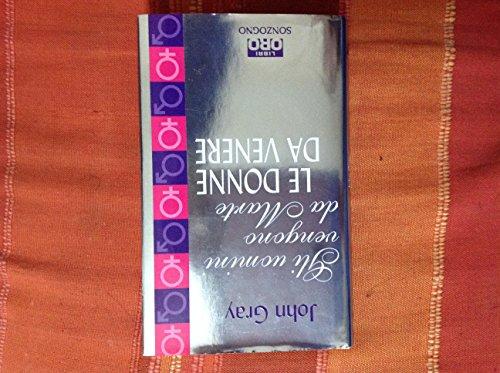 John Gray
Gli uomini
vengono
da Marte
LE DONNE
DA VENERE
LIBRI
ORO
SONZOGNO